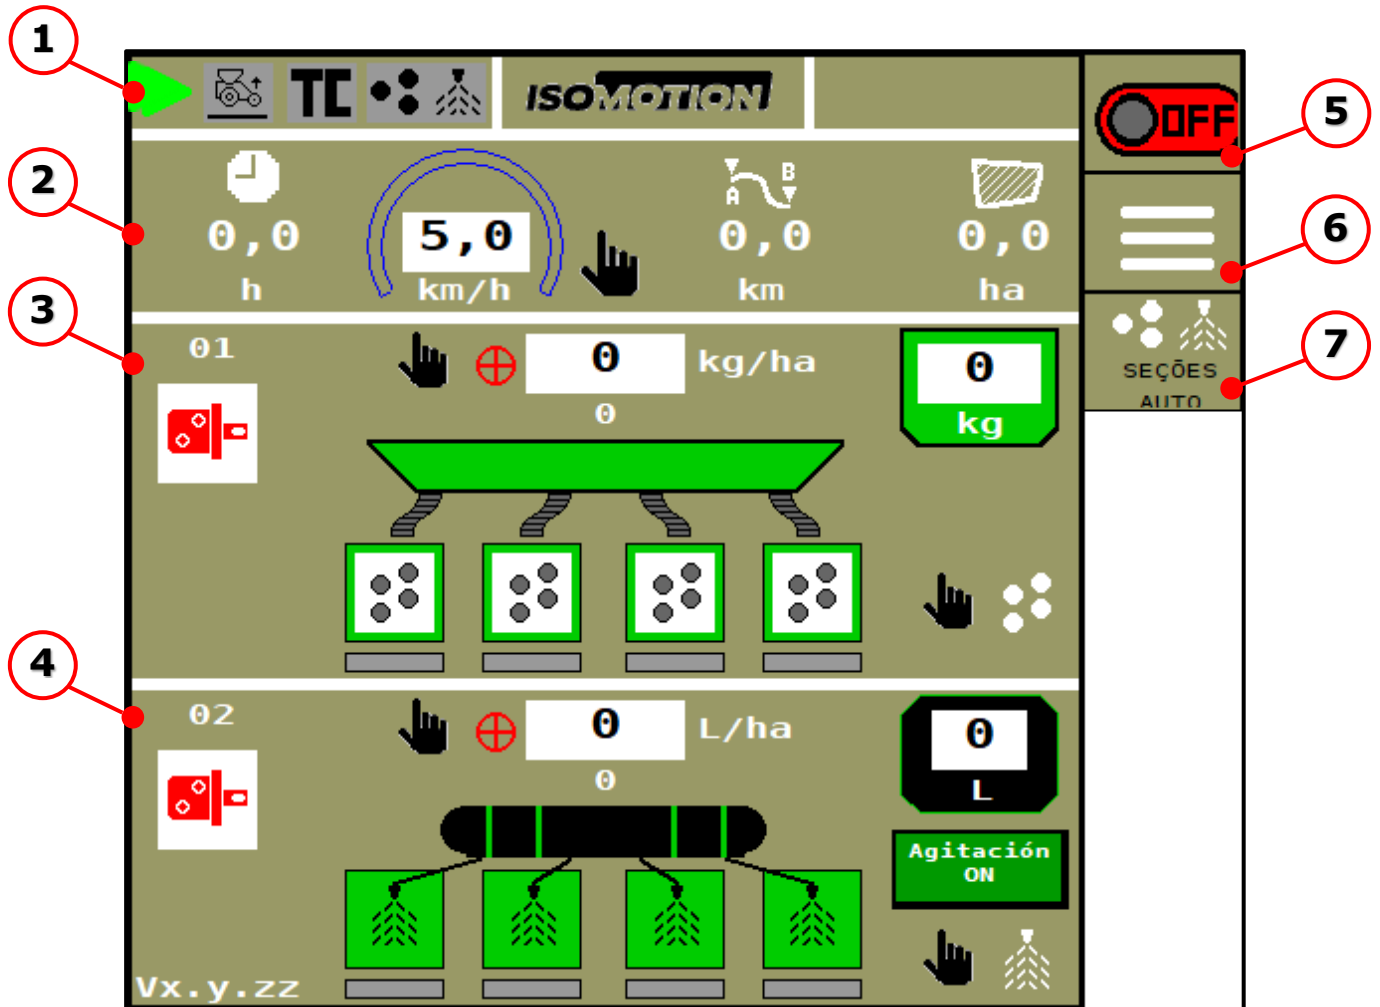 1
TC ISOMOTION
OFF
5
2
0,0 5,0 A B 0,0 0,0
h km/h km ha
6
3
01 0 kg/ha 0
0 kg
SEÇÕES
AUTO
7
4
02 0 L/ha 0
0 L
Agitación
ON
Vx.y.zz